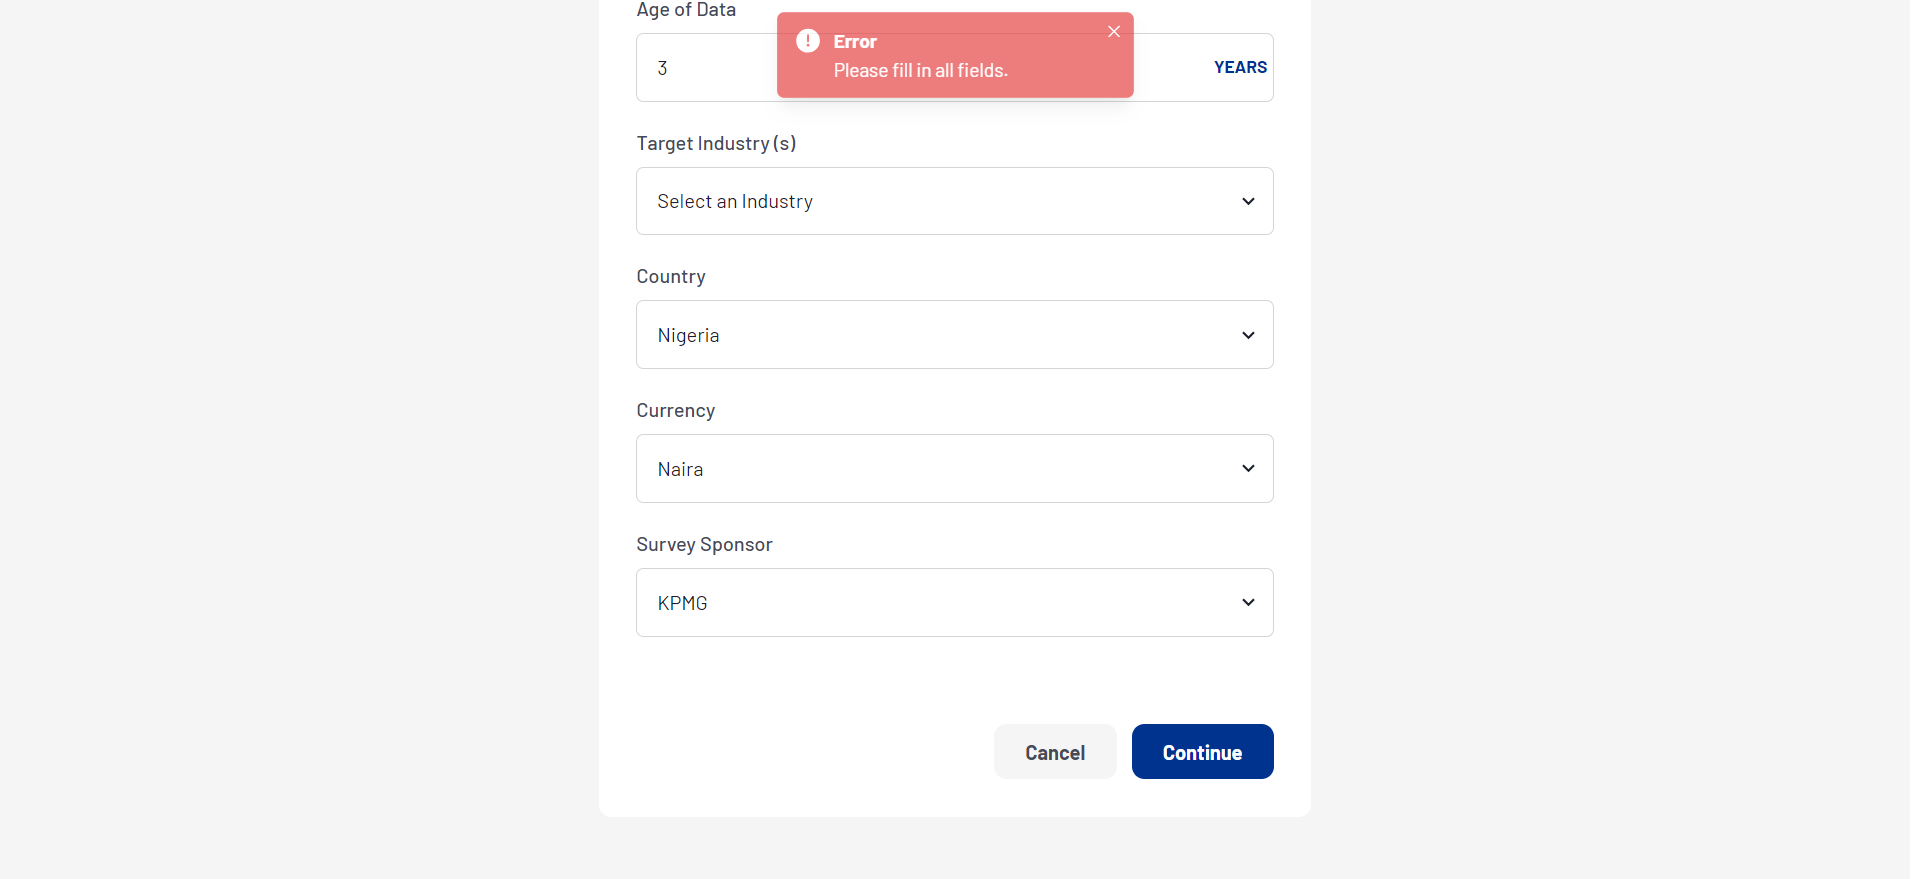 Age of Data
Error
Please fill in all fields.
3
YEARS
Target Industry (s)
Select an Industry
Country
Nigeria
Currency
Naira
Survey Sponsor
KPMG
Cancel
Continue